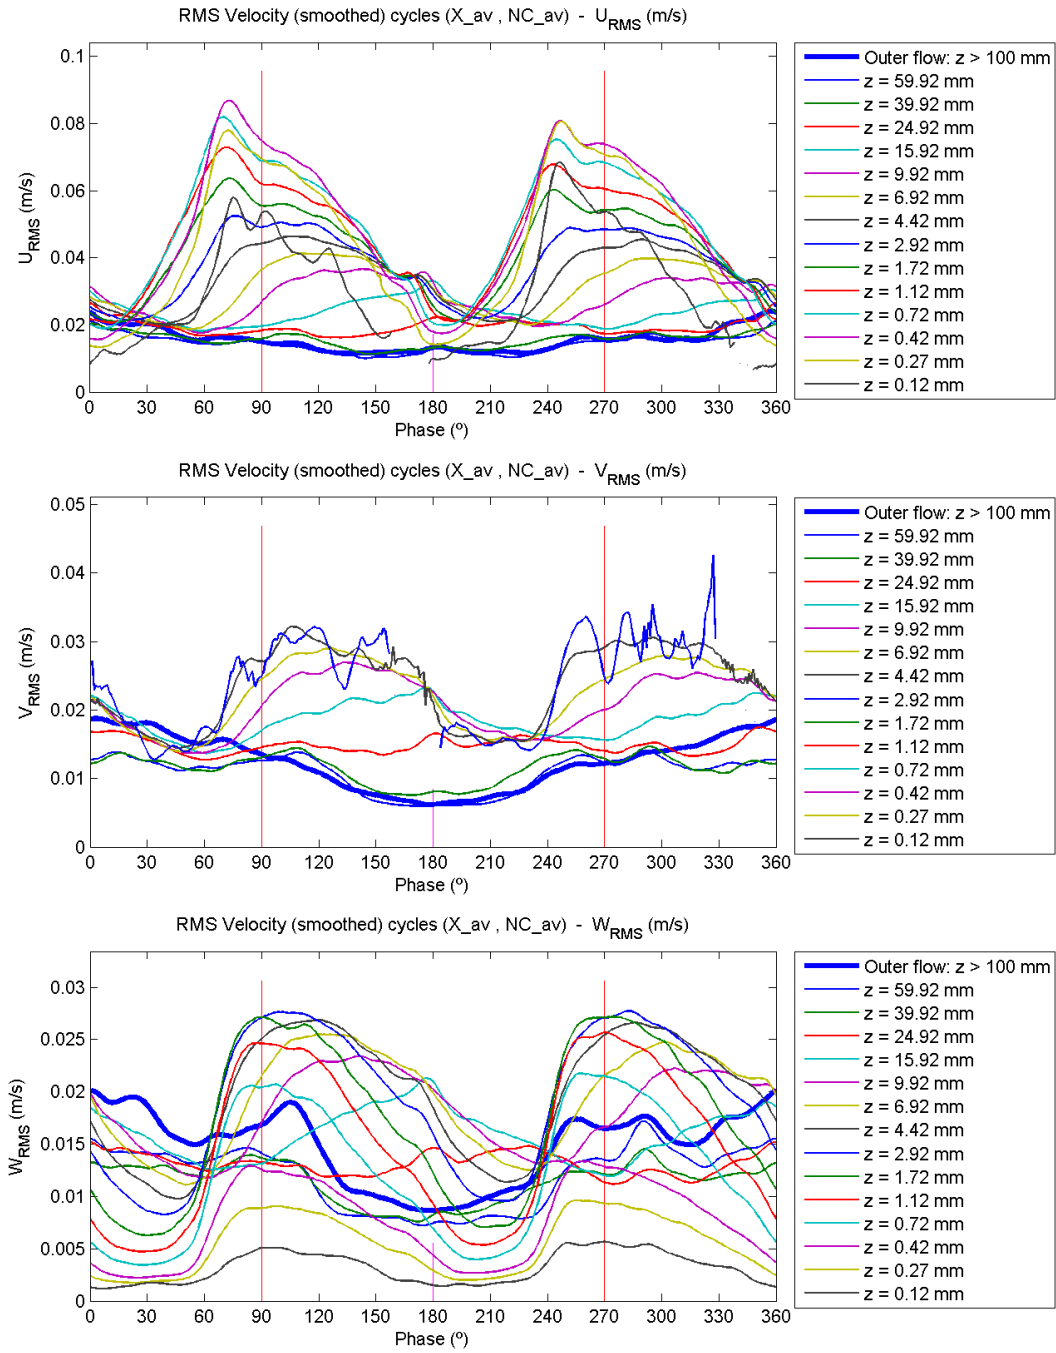 RMS Velocity (smoothed) cycles (X_av , NC_av) - U_RMS (m/s)
0.1
0.08
0.06
0.04
0.02
0
U_RMS (m/s)
0 30 60 90 120 150 180 210 240 270 300 330 360
Phase (º)
Outer flow: z > 100 mm
z = 59.92 mm
z = 39.92 mm
z = 24.92 mm
z = 15.92 mm
z = 9.92 mm
z = 6.92 mm
z = 4.42 mm
z = 2.92 mm
z = 1.72 mm
z = 1.12 mm
z = 0.72 mm
z = 0.42 mm
z = 0.27 mm
z = 0.12 mm
RMS Velocity (smoothed) cycles (X_av , NC_av) - V_RMS (m/s)
0.05
0.04
0.03
0.02
0.01
0
V_RMS (m/s)
0 30 60 90 120 150 180 210 240 270 300 330 360
Phase (º)
Outer flow: z > 100 mm
z = 59.92 mm
z = 39.92 mm
z = 24.92 mm
z = 15.92 mm
z = 9.92 mm
z = 6.92 mm
z = 4.42 mm
z = 2.92 mm
z = 1.72 mm
z = 1.12 mm
z = 0.72 mm
z = 0.42 mm
z = 0.27 mm
z = 0.12 mm
RMS Velocity (smoothed) cycles (X_av , NC_av) - W_RMS (m/s)
0.03
0.025
0.02
0.015
0.01
0.005
0
W_RMS (m/s)
0 30 60 90 120 150 180 210 240 270 300 330 360
Phase (º)
Outer flow: z > 100 mm
z = 59.92 mm
z = 39.92 mm
z = 24.92 mm
z = 15.92 mm
z = 9.92 mm
z = 6.92 mm
z = 4.42 mm
z = 2.92 mm
z = 1.72 mm
z = 1.12 mm
z = 0.72 mm
z = 0.42 mm
z = 0.27 mm
z = 0.12 mm